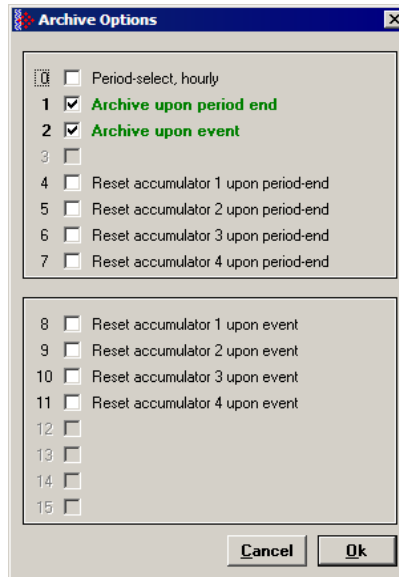 Archive Options
0 Period-select, hourly
1 Archive upon period end
2 Archive upon event
3
4 Reset accumulator 1 upon period-end
5 Reset accumulator 2 upon period-end
6 Reset accumulator 3 upon period-end
7 Reset accumulator 4 upon period-end
8 Reset accumulator 1 upon event
9 Reset accumulator 2 upon event
10 Reset accumulator 3 upon event
11 Reset accumulator 4 upon event
12
13
14
15
Cancel Ok